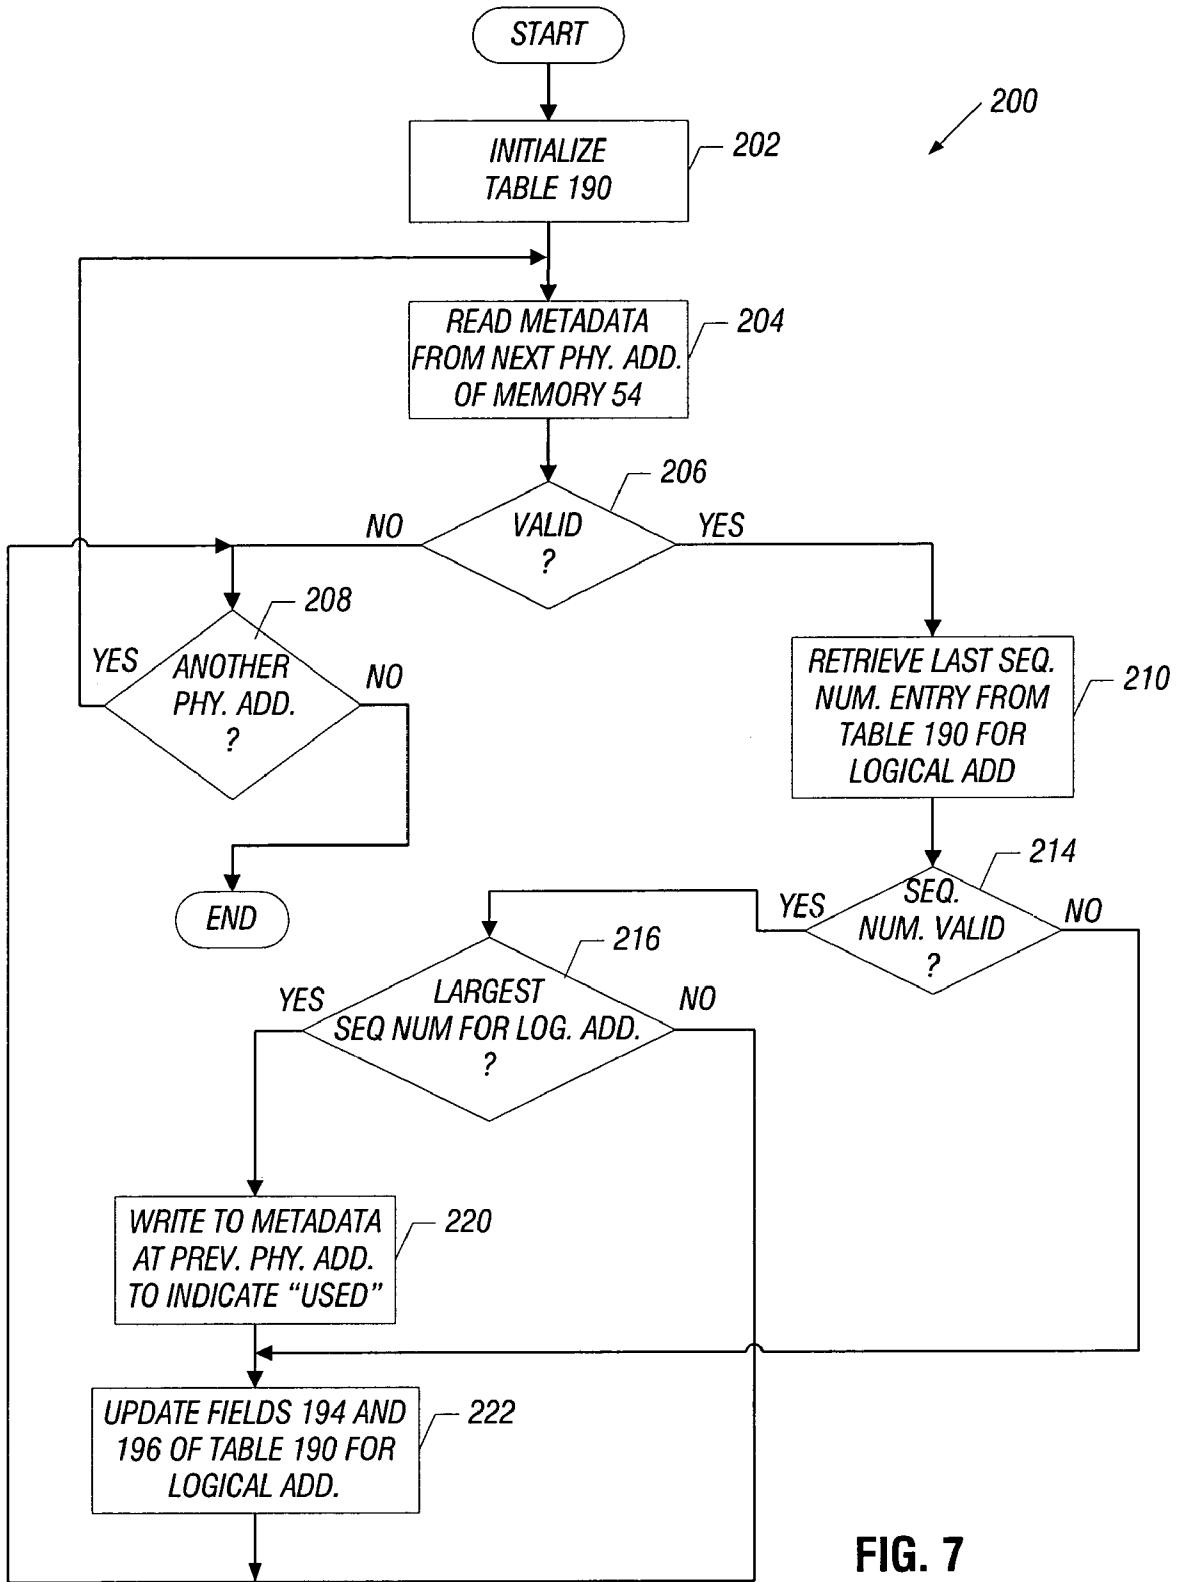 START
200
INITIALIZE
TABLE 190
202
READ METADATA
FROM NEXT PHY. ADD.
OF MEMORY 54
204
206
NO
VALID
?
YES
208
YES
ANOTHER
PHY. ADD.
?
NO
RETRIEVE LAST SEQ.
NUM. ENTRY FROM
TABLE 190 FOR
LOGICAL ADD
210
END
214
YES
SEQ.
NUM. VALID
?
NO
216
YES
LARGEST
SEQ NUM FOR LOG. ADD.
?
NO
WRITE TO METADATA
AT PREV. PHY. ADD.
TO INDICATE “USED”
220
UPDATE FIELDS 194 AND
196 OF TABLE 190 FOR
LOGICAL ADD.
222
FIG. 7